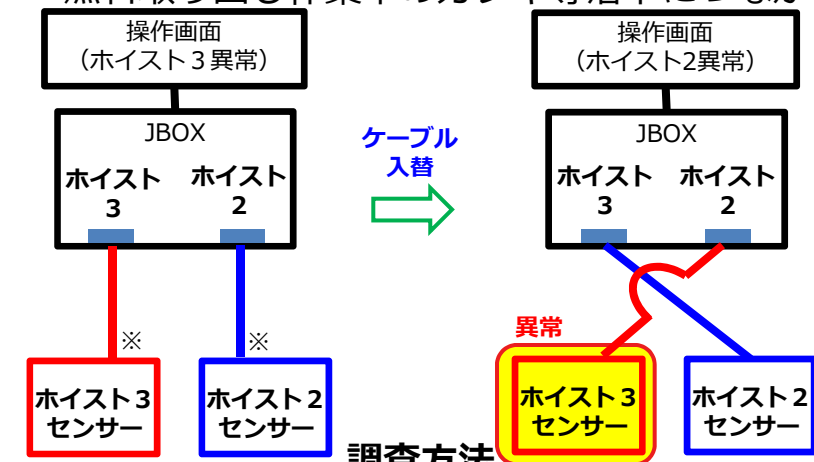 操作画面
（ホイスト３異常）
JBOX
ホイスト
3
ホイスト
2
※
※
ホイスト３
センサー
ホイスト２
センサー
ケーブル
入替
操作画面
（ホイスト2異常）
JBOX
ホイスト
3
ホイスト
2
異常
ホイスト３
センサー
ホイスト２
センサー
調査方法